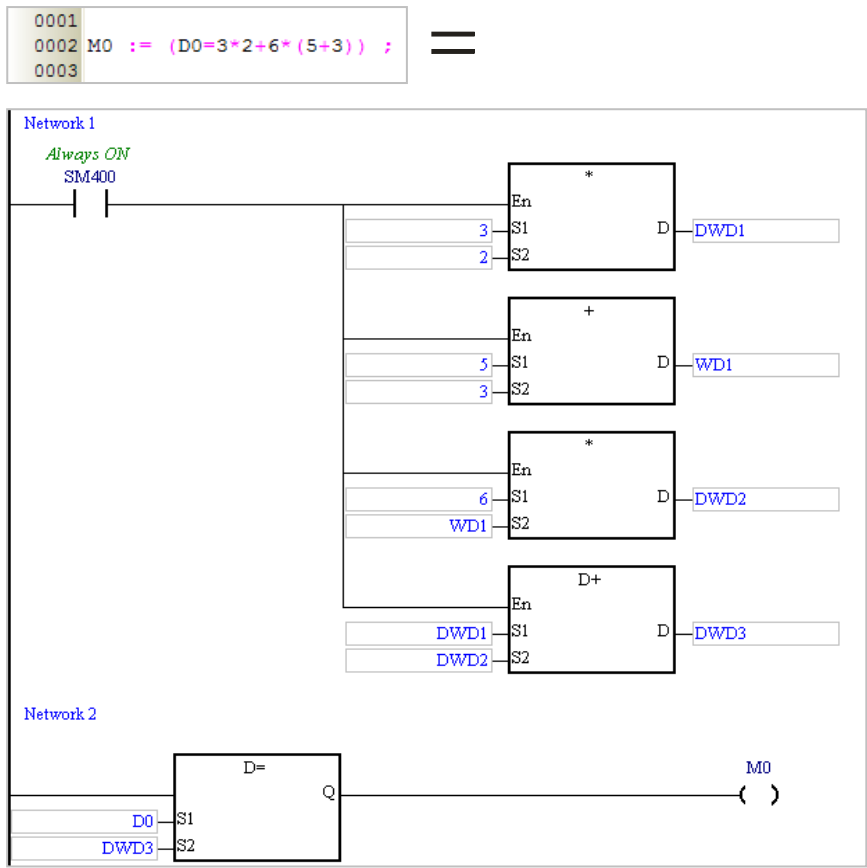 0001
0002 M0 := (D0=3*2+6*(5+3)) ;
0003
=
Network 1
Always ON
SM400
*
En
3 S1 D DWD1
2 S2
+
En
5 S1 D WD1
3 S2
*
En
6 S1 D DWD2
WD1 S2
D+
En
DWD1 S1 D DWD3
DWD2 S2
Network 2
D= M0
Q
D0 S1
DWD3 S2